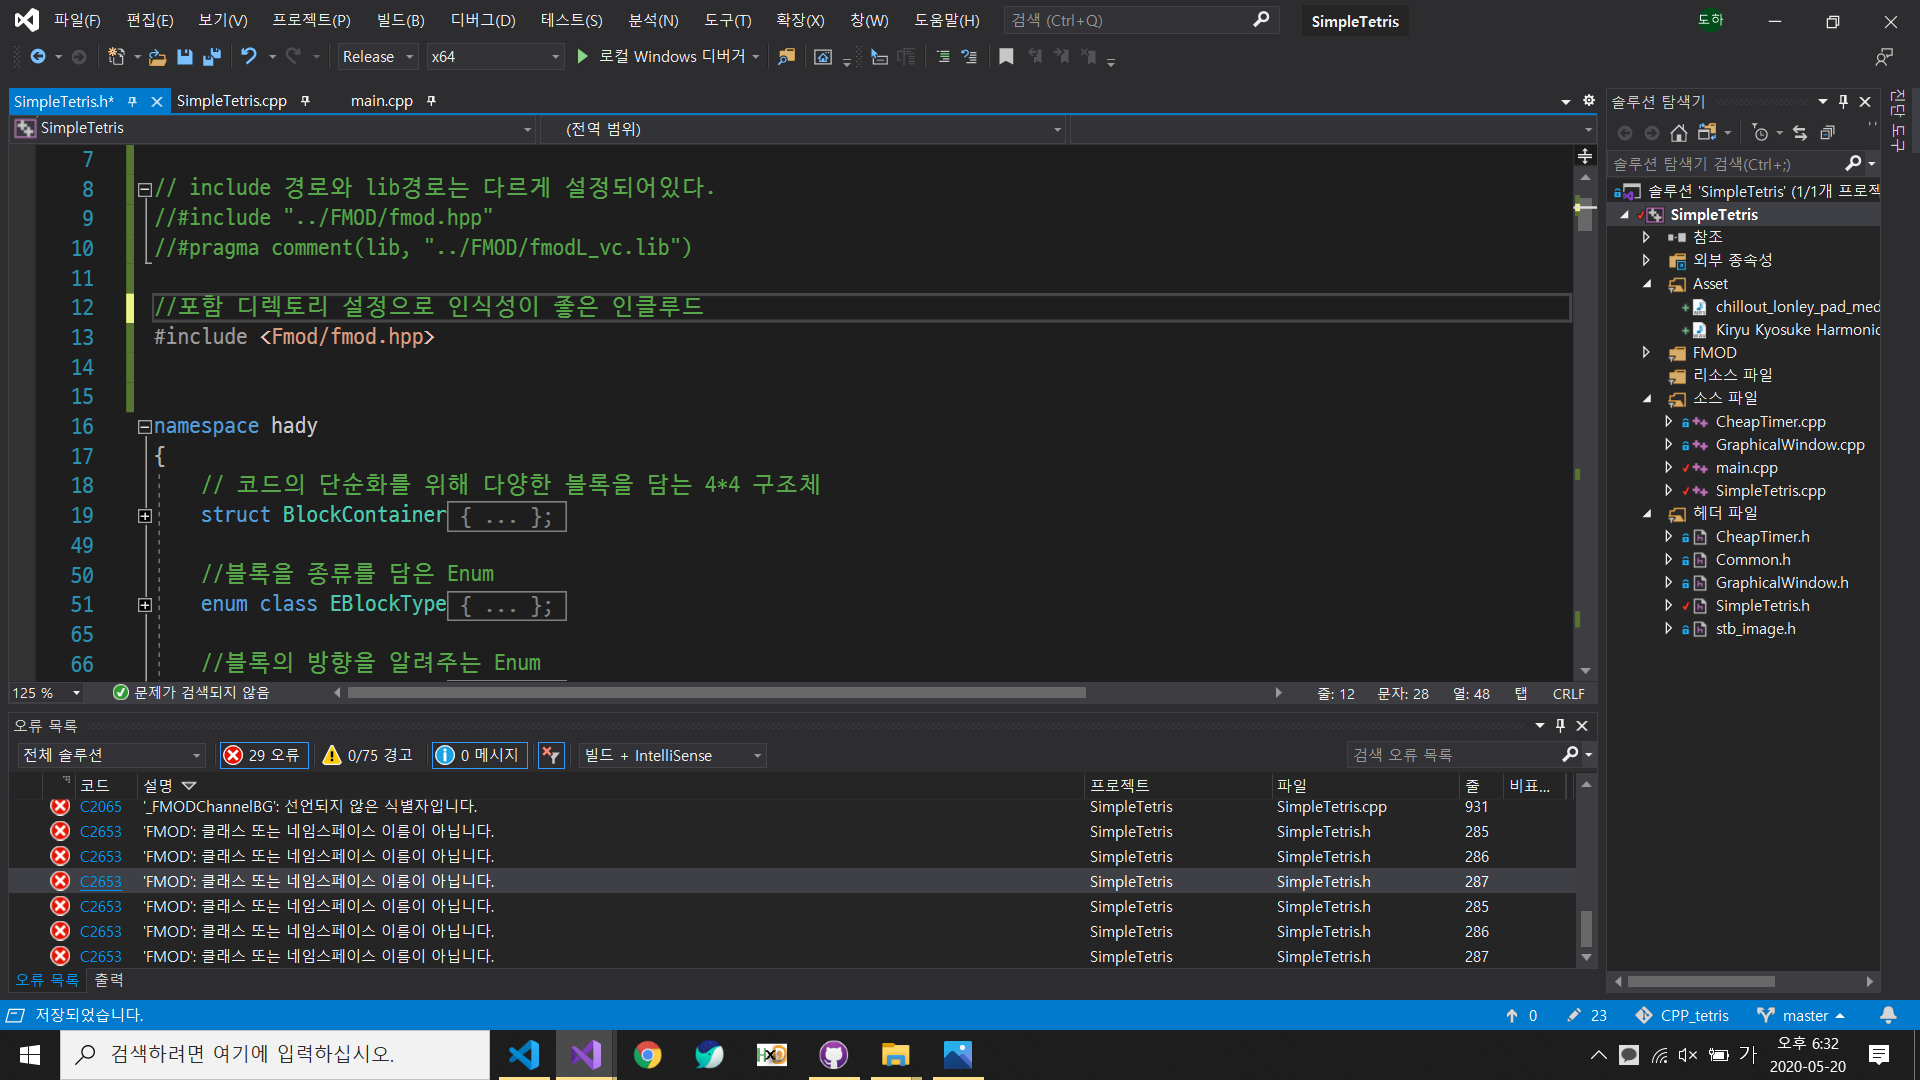 파일(F) 편집(E) 보기(V) 프로젝트(P) 빌드(B) 디버그(D) 테스트(S) 분석(N) 도구(T) 확장(X) 창(W) 도움말(H) 검색 (Ctrl+Q) SimpleTetris 도하
Release x64 로컬 Windows 디버거
SimpleTetris.h* SimpleTetris.cpp main.cpp
SimpleTetris (전역 범위)
7
8 // include 경로와 lib경로는 다르게 설정되어있다.
9 //#include "../FMOD/fmod.hpp"
10 //#pragma comment(lib, "../FMOD/fmodL_vc.lib")
11
12 //포함 디렉토리 설정으로 인식성이 좋은 인클루드
13 #include <Fmod/fmod.hpp>
14
15
16 namespace hady
17 {
18 // 코드의 단순화를 위해 다양한 블록을 담는 4*4 구조체
19 struct BlockContainer { ... };
49
50 //블록을 종류를 담은 Enum
51 enum class EBlockType { ... };
65
66 //블록의 방향을 알려주는 Enum
125 % 문제가 검색되지 않음 줄: 12 문자: 28 열: 48 탭 CRLF
오류 목록
전체 솔루션 29 오류 0/75 경고 0 메시지 빌드 + IntelliSense 검색 오류 목록
코드 설명 프로젝트 파일 줄 비표...
C2065 '_FMODChannelBG': 선언되지 않은 식별자입니다. SimpleTetris SimpleTetris.cpp 931
C2653 'FMOD': 클래스 또는 네임스페이스 이름이 아닙니다. SimpleTetris SimpleTetris.h 285
C2653 'FMOD': 클래스 또는 네임스페이스 이름이 아닙니다. SimpleTetris SimpleTetris.h 286
C2653 'FMOD': 클래스 또는 네임스페이스 이름이 아닙니다. SimpleTetris SimpleTetris.h 287
C2653 'FMOD': 클래스 또는 네임스페이스 이름이 아닙니다. SimpleTetris SimpleTetris.h 285
C2653 'FMOD': 클래스 또는 네임스페이스 이름이 아닙니다. SimpleTetris SimpleTetris.h 286
C2653 'FMOD': 클래스 또는 네임스페이스 이름이 아닙니다. SimpleTetris SimpleTetris.h 287
오류 목록 출력
솔루션 탐색기
솔루션 탐색기 검색(Ctrl+;)
솔루션 'SimpleTetris' (1/1개 프로젝
SimpleTetris
참조
외부 종속성
Asset
chillout_lonley_pad_med
Kiryu Kyosuke Harmonic
FMOD
리소스 파일
소스 파일
CheapTimer.cpp
GraphicalWindow.cpp
main.cpp
SimpleTetris.cpp
헤더 파일
CheapTimer.h
Common.h
GraphicalWindow.h
SimpleTetris.h
stb_image.h
진단 도구
저장되었습니다. 0 23 CPP_tetris master
검색하려면 여기에 입력하십시오. HxD 가 오후 6:32
2020-05-20